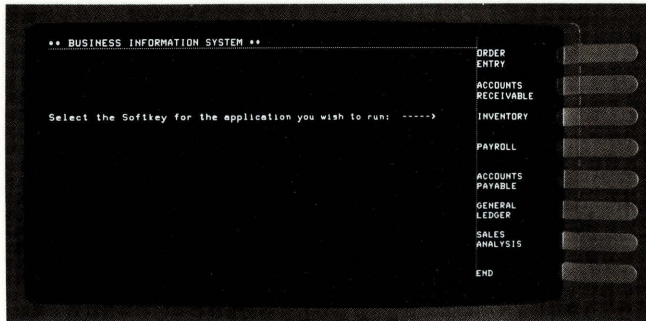 •• BUSINESS INFORMATION SYSTEM ••
Select the Softkey for the application you wish to run: ----->
ORDER
ENTRY
ACCOUNTS
RECEIVABLE
INVENTORY
PAYROLL
ACCOUNTS
PAYABLE
GENERAL
LEDGER
SALES
ANALYSIS
END